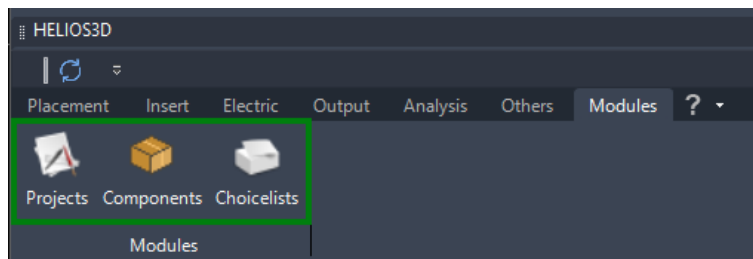 HELIOS3D
Placement Insert Electric Output Analysis Others Modules ?
Projects Components Choicelists
Modules